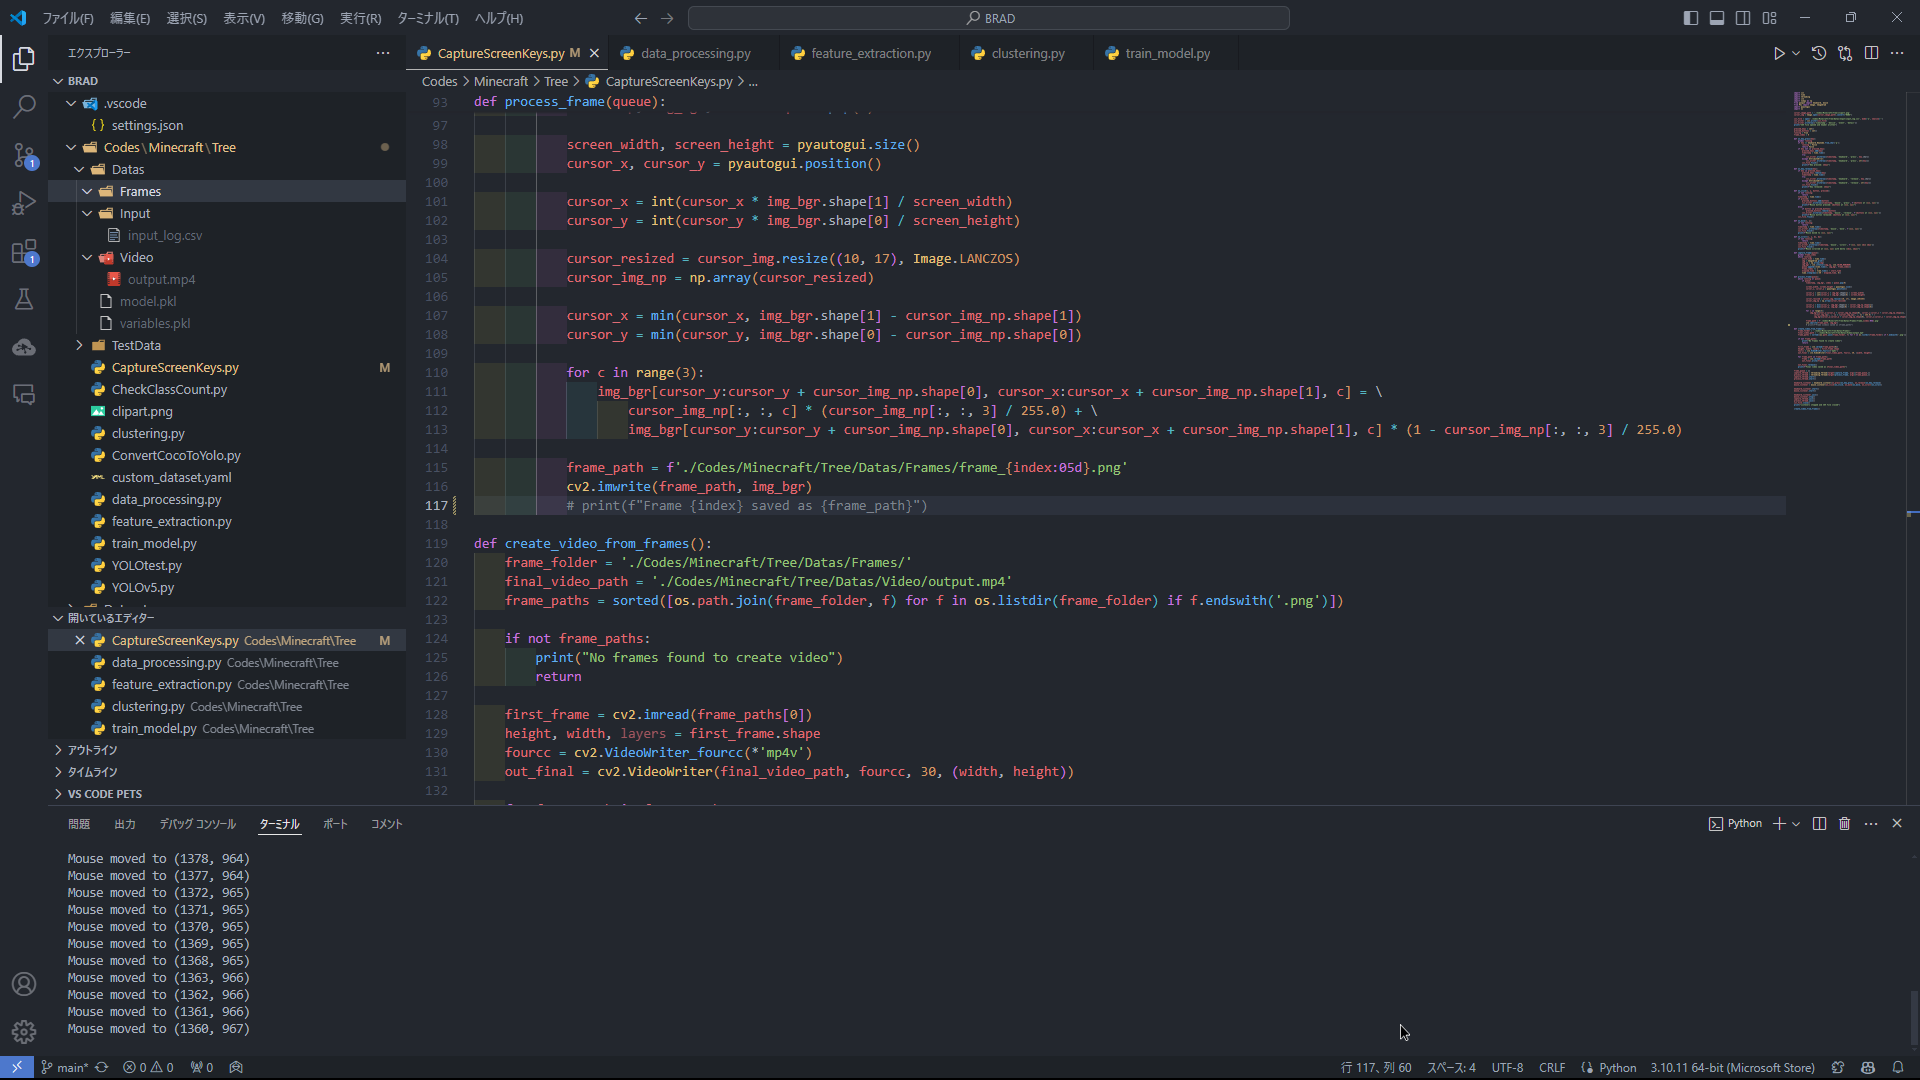 ファイル(F) 編集(E) 選択(S) 表示(V) 移動(G) 実行(R) ターミナル(T) ヘルプ(H) BRAD
エクスプローラー
BRAD
.vscode
settings.json
Codes\Minecraft\Tree
Datas
Frames
Input
input_log.csv
Video
output.mp4
model.pkl
variables.pkl
TestData
CaptureScreenKeys.py M
CheckClassCount.py
clipart.png
clustering.py
ConvertCocoToYolo.py
custom_dataset.yaml
data_processing.py
feature_extraction.py
train_model.py
YOLOtest.py
YOLOv5.py
開いているエディター
CaptureScreenKeys.py Codes\Minecraft\Tree M
data_processing.py Codes\Minecraft\Tree
feature_extraction.py Codes\Minecraft\Tree
clustering.py Codes\Minecraft\Tree
train_model.py Codes\Minecraft\Tree
アウトライン
タイムライン
VS CODE PETS
1
1
CaptureScreenKeys.py M data_processing.py feature_extraction.py clustering.py train_model.py
Codes > Minecraft > Tree > CaptureScreenKeys.py > ...
93 def process_frame(queue):
97
98 screen_width, screen_height = pyautogui.size()
99 cursor_x, cursor_y = pyautogui.position()
100
101 cursor_x = int(cursor_x * img_bgr.shape[1] / screen_width)
102 cursor_y = int(cursor_y * img_bgr.shape[0] / screen_height)
103
104 cursor_resized = cursor_img.resize((10, 17), Image.LANCZOS)
105 cursor_img_np = np.array(cursor_resized)
106
107 cursor_x = min(cursor_x, img_bgr.shape[1] - cursor_img_np.shape[1])
108 cursor_y = min(cursor_y, img_bgr.shape[0] - cursor_img_np.shape[0])
109
110 for c in range(3):
111 img_bgr[cursor_y:cursor_y + cursor_img_np.shape[0], cursor_x:cursor_x + cursor_img_np.shape[1], c] = \
112 cursor_img_np[:, :, c] * (cursor_img_np[:, :, 3] / 255.0) + \
113 img_bgr[cursor_y:cursor_y + cursor_img_np.shape[0], cursor_x:cursor_x + cursor_img_np.shape[1], c] * (1 - cursor_img_np[:, :, 3] / 255.0)
114
115 frame_path = f'./Codes/Minecraft/Tree/Datas/Frames/frame_{index:05d}.png'
116 cv2.imwrite(frame_path, img_bgr)
117 # print(f"Frame {index} saved as {frame_path}")
118
119 def create_video_from_frames():
120 frame_folder = './Codes/Minecraft/Tree/Datas/Frames/'
121 final_video_path = './Codes/Minecraft/Tree/Datas/Video/output.mp4'
122 frame_paths = sorted([os.path.join(frame_folder, f) for f in os.listdir(frame_folder) if f.endswith('.png')])
123
124 if not frame_paths:
125 print("No frames found to create video")
126 return
127
128 first_frame = cv2.imread(frame_paths[0])
129 height, width, layers = first_frame.shape
130 fourcc = cv2.VideoWriter_fourcc(*'mp4v')
131 out_final = cv2.VideoWriter(final_video_path, fourcc, 30, (width, height))
132
問題 出力 デバッグ コンソール ターミナル ポート コメント Python
Mouse moved to (1378, 964)
Mouse moved to (1377, 964)
Mouse moved to (1372, 965)
Mouse moved to (1371, 965)
Mouse moved to (1370, 965)
Mouse moved to (1369, 965)
Mouse moved to (1368, 965)
Mouse moved to (1363, 966)
Mouse moved to (1362, 966)
Mouse moved to (1361, 966)
Mouse moved to (1360, 967)
main* 0 0 0 行 117、列 60 スペース: 4 UTF-8 CRLF Python 3.10.11 64-bit (Microsoft Store)